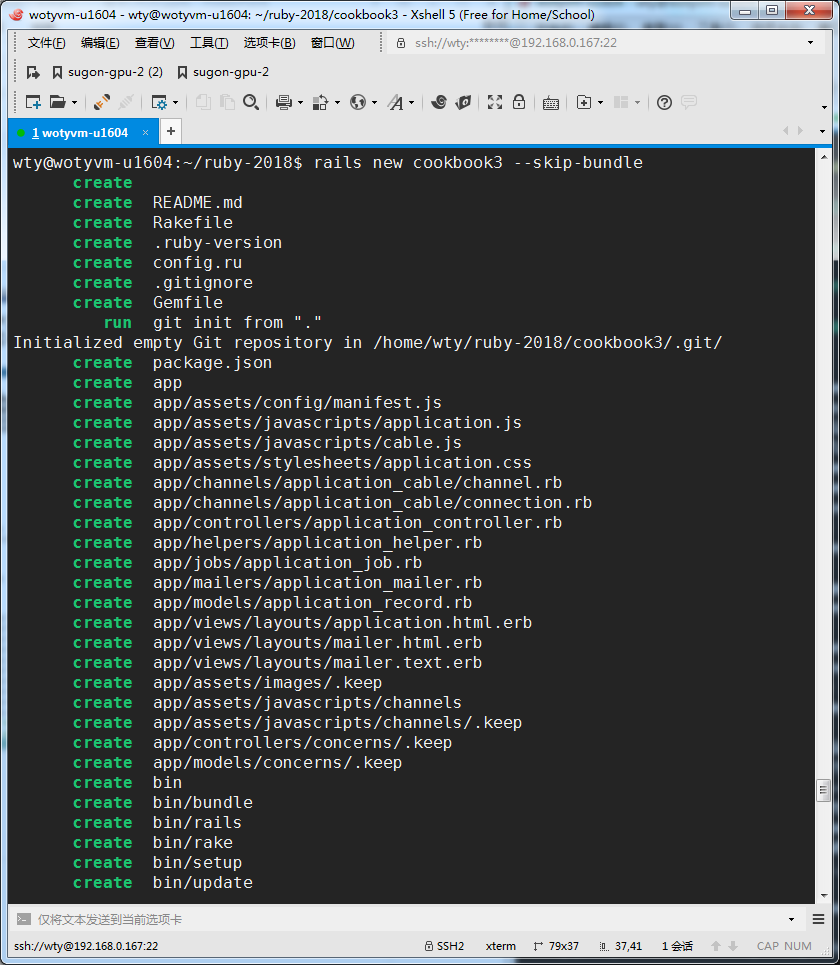 wotyvm-u1604 - wty@wotyvm-u1604: ~/ruby-2018/cookbook3 - Xshell 5 (Free for Home/School)
文件(F) 编辑(E) 查看(V) 工具(T) 选项卡(B) 窗口(W) ssh://wty:********@192.168.0.167:22
sugon-gpu-2 (2) sugon-gpu-2
1 wotyvm-u1604 × +
wty@wotyvm-u1604:~/ruby-2018$ rails new cookbook3 --skip-bundle
create
create README.md
create Rakefile
create .ruby-version
create config.ru
create .gitignore
create Gemfile
run git init from "."
Initialized empty Git repository in /home/wty/ruby-2018/cookbook3/.git/
create package.json
create app
create app/assets/config/manifest.js
create app/assets/javascripts/application.js
create app/assets/javascripts/cable.js
create app/assets/stylesheets/application.css
create app/channels/application_cable/channel.rb
create app/channels/application_cable/connection.rb
create app/controllers/application_controller.rb
create app/helpers/application_helper.rb
create app/jobs/application_job.rb
create app/mailers/application_mailer.rb
create app/models/application_record.rb
create app/views/layouts/application.html.erb
create app/views/layouts/mailer.html.erb
create app/views/layouts/mailer.text.erb
create app/assets/images/.keep
create app/assets/javascripts/channels
create app/assets/javascripts/channels/.keep
create app/controllers/concerns/.keep
create app/models/concerns/.keep
create bin
create bin/bundle
create bin/rails
create bin/rake
create bin/setup
create bin/update
仅将文本发送到当前选项卡
ssh://wty@192.168.0.167:22 SSH2 xterm 79x37 37,41 1 会话 CAP NUM